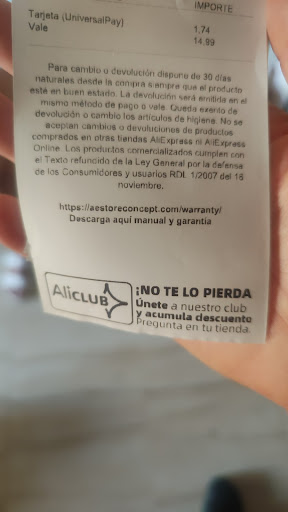 IMPORTE
Tarjeta (UniversalPay) 1,74
Vale 14,99
Para cambio o devolución dispone de 30 días
naturales desde la compra siempre que el producto
está en buen estado. La devolución será emitida en el
mismo método de pago o vale. Queda exento de
devolución o cambio los artículos de higiene. No se
aceptan cambios o devoluciones de productos
comprados en otras tiendas AliExpress ni AliExpress
Online. Los productos comercializados cumplen con
el Texto refundido de la Ley General por la defensa
de los Consumidores y usuarios RDL 1/2007 del 16
noviembre.
https://aestoreconcept.com/warranty/
Descarga aquí manual y garantia
AliCLUB
¡NO TE LO PIERDA
Únete a nuestro club
y acumula descuento
Pregunta en tu tienda.